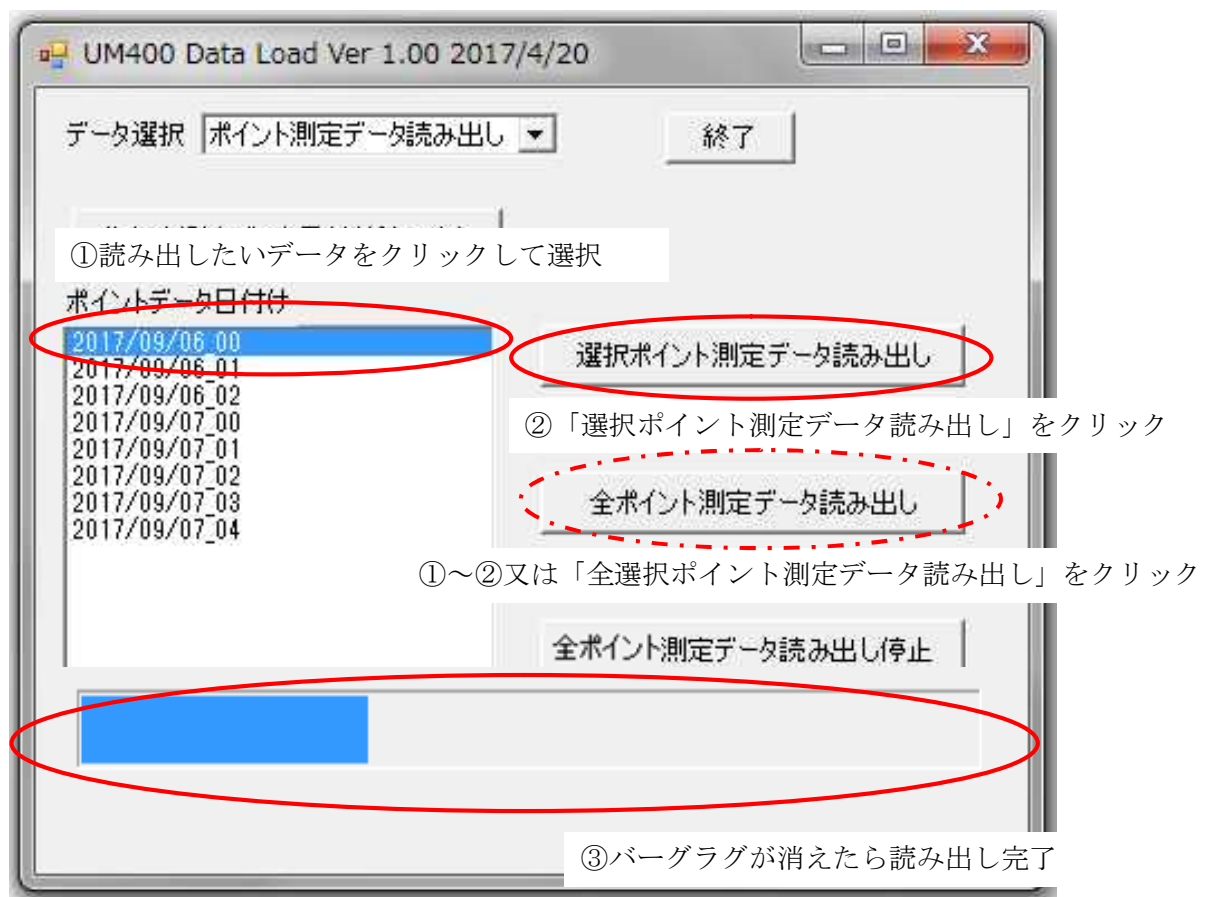 UM400 Data Load Ver 1.00 2017/4/20
データ選択 ポイント測定データ読み出し 終了
①読み出したいデータをクリックして選択
ポイントデータ日付け
2017/09/06_00
2017/09/06_01
2017/09/06_02
2017/09/07_00
2017/09/07_01
2017/09/07_02
2017/09/07_03
2017/09/07_04
選択ポイント測定データ読み出し
②「選択ポイント測定データ読み出し」をクリック
全ポイント測定データ読み出し
①～②又は「全選択ポイント測定データ読み出し」をクリック
全ポイント測定データ読み出し停止
③バーグラグが消えたら読み出し完了